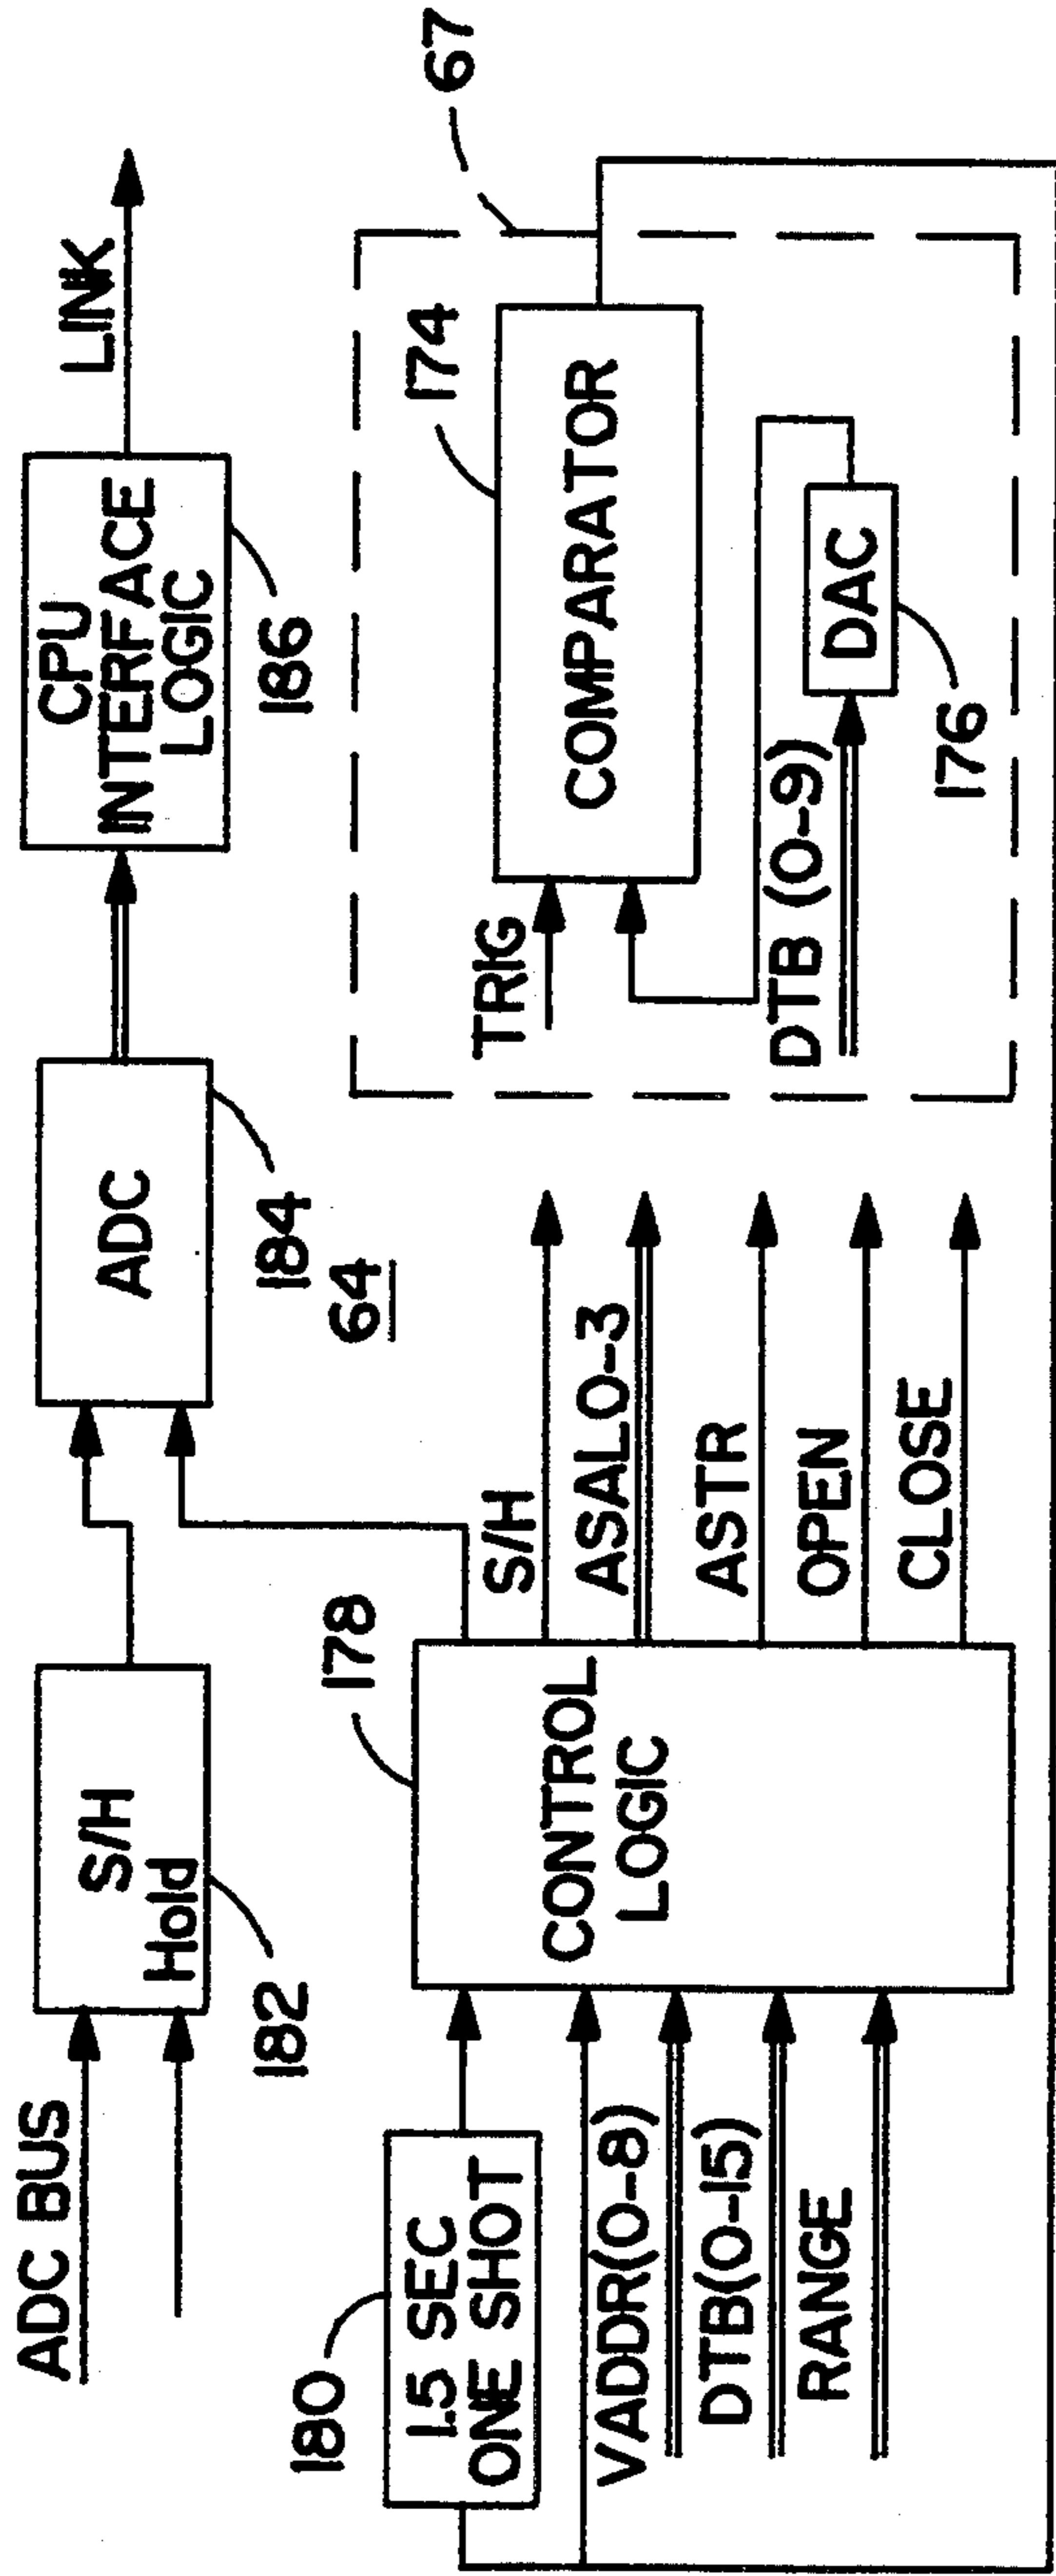 ADC BUS
S/H
Hold
182
ADC
184
64
CPU
INTERFACE
LOGIC
186
LINK
180
1.5 SEC
ONE SHOT
VADDR(0-8)
DTB(0-15)
RANGE
178
CONTROL
LOGIC
S/H
ASAL0-3
ASTR
OPEN
CLOSE
67
174
COMPARATOR
TRIG
DTB (0-9)
DAC
176